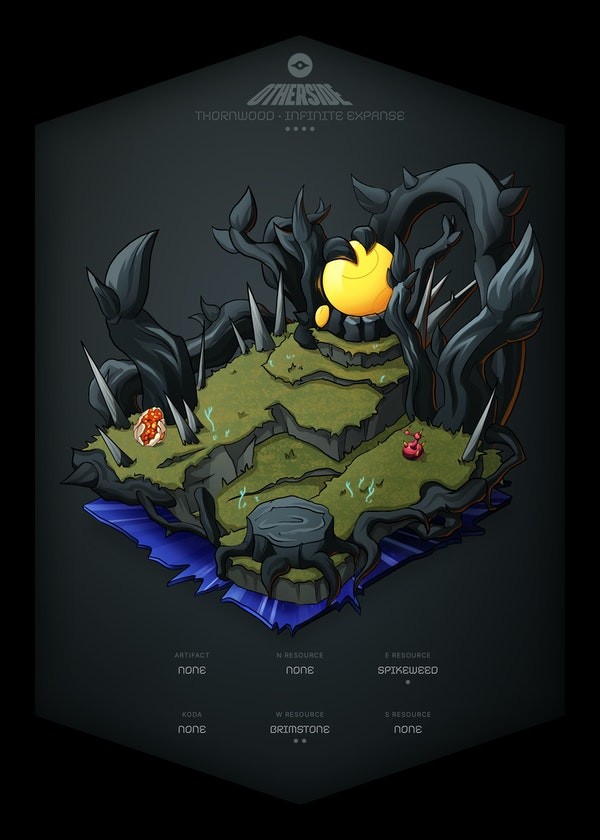 OTHERSIDE
THORNWOOD · INFINITE EXPANSE
ARTIFACT
NONE
N RESOURCE
NONE
E RESOURCE
SPIKEWEED
KODA
NONE
W RESOURCE
BRIMSTONE
S RESOURCE
NONE